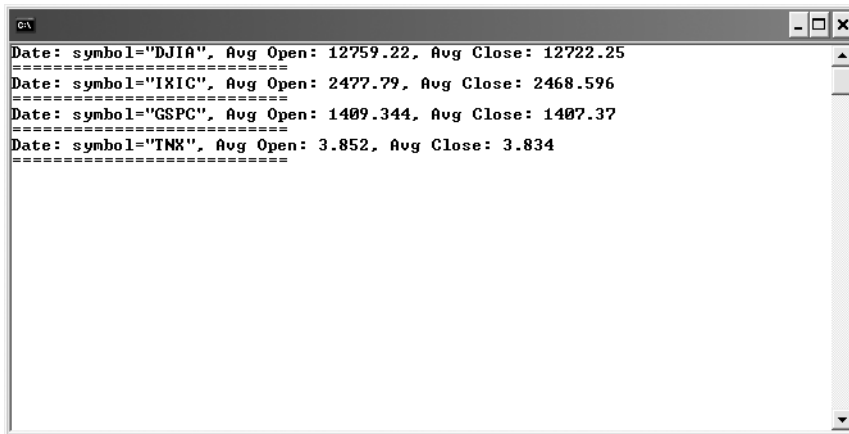 C:\
Date: symbol="DJIA", Avg Open: 12759.22, Avg Close: 12722.25
===========================
Date: symbol="IXIC", Avg Open: 2477.79, Avg Close: 2468.596
===========================
Date: symbol="GSPC", Avg Open: 1409.344, Avg Close: 1407.37
===========================
Date: symbol="TNX", Avg Open: 3.852, Avg Close: 3.834
===========================